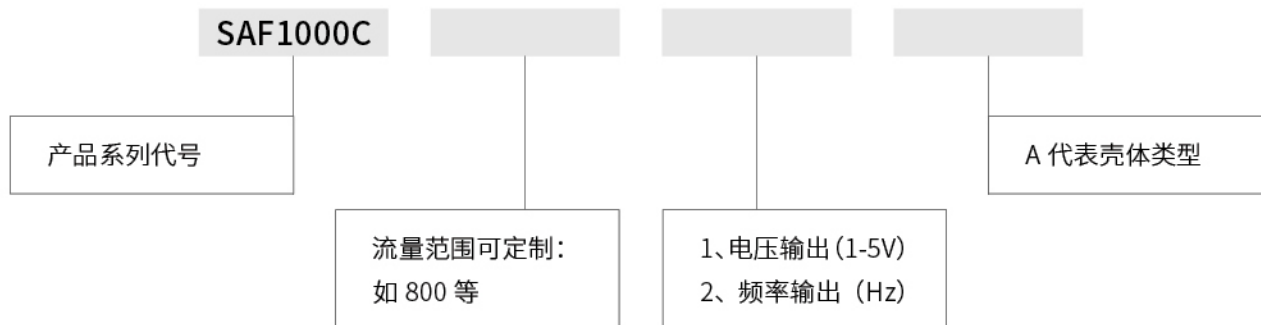 SAF1000C
产品系列代号
A 代表壳体类型
流量范围可定制：
如 800 等
1、电压输出（1-5V）
2、频率输出（Hz）